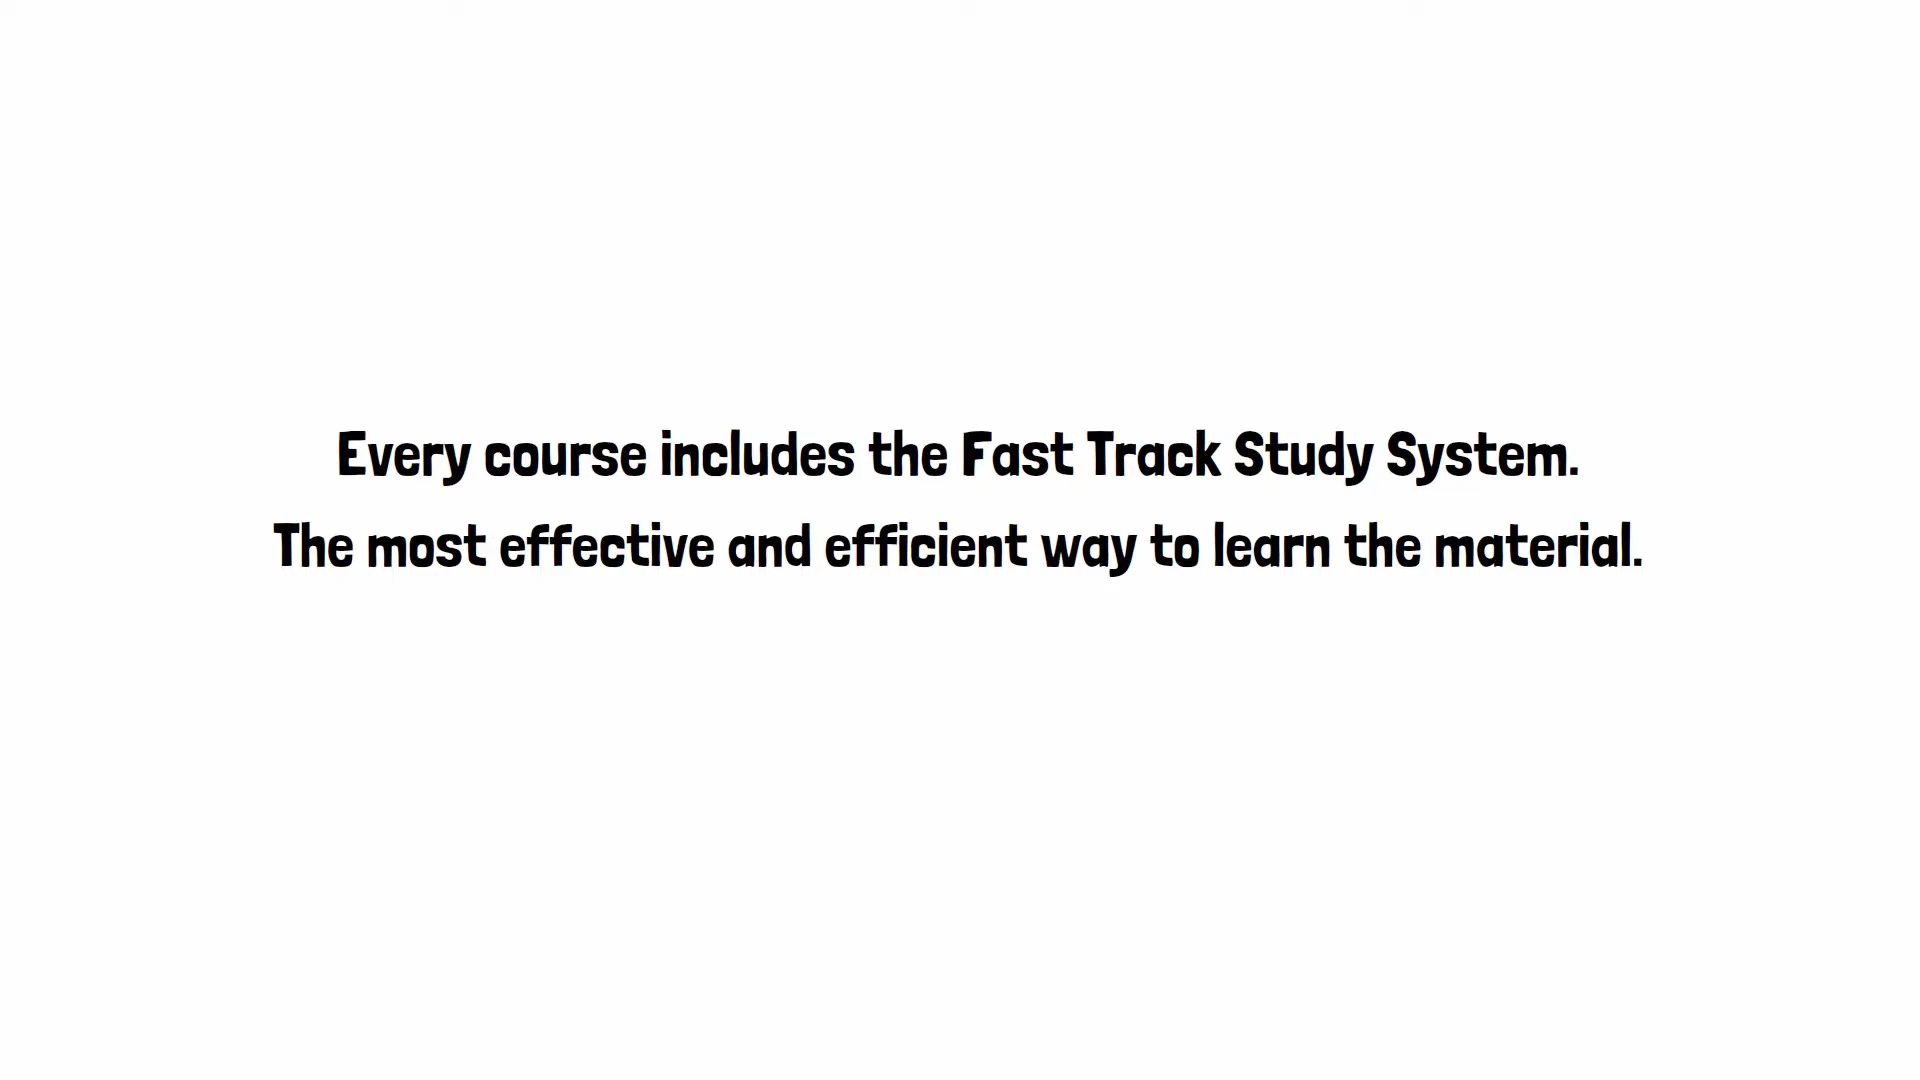 Every course includes the Fast Track Study System.
The most effective and efficient way to learn the material.